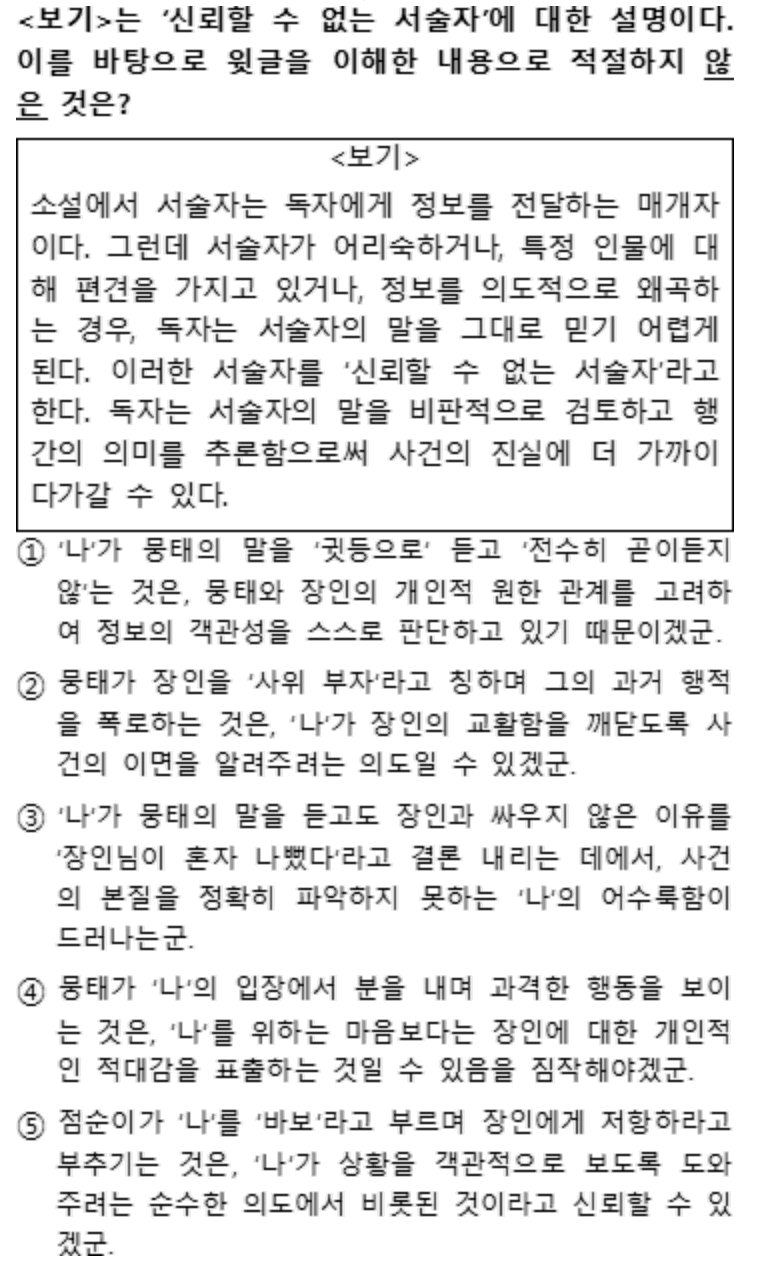 <보기>는 '신뢰할 수 없는 서술자'에 대한 설명이다.
이를 바탕으로 윗글을 이해한 내용으로 적절하지 않
은 것은?
<보기>
소설에서 서술자는 독자에게 정보를 전달하는 매개자
이다. 그런데 서술자가 어리숙하거나, 특정 인물에 대
해 편견을 가지고 있거나, 정보를 의도적으로 왜곡하
는 경우, 독자는 서술자의 말을 그대로 믿기 어렵게
된다. 이러한 서술자를 '신뢰할 수 없는 서술자'라고
한다. 독자는 서술자의 말을 비판적으로 검토하고 행
간의 의미를 추론함으로써 사건의 진실에 더 가까이
다가갈 수 있다.
① '나'가 뭉태의 말을 '귓등으로' 듣고 '전수히 곧이듣지
않'는 것은, 뭉태와 장인의 개인적 원한 관계를 고려하
여 정보의 객관성을 스스로 판단하고 있기 때문이겠군.
② 뭉태가 장인을 '사위 부자'라고 칭하며 그의 과거 행적
을 폭로하는 것은, '나'가 장인의 교활함을 깨닫도록 사
건의 이면을 알려주려는 의도일 수 있겠군.
③ '나'가 뭉태의 말을 듣고도 장인과 싸우지 않은 이유를
'장인님이 혼자 나뻤다'라고 결론 내리는 데에서, 사건
의 본질을 정확히 파악하지 못하는 '나'의 어수룩함이
드러나는군.
④ 뭉태가 '나'의 입장에서 분을 내며 과격한 행동을 보이
는 것은, '나'를 위하는 마음보다는 장인에 대한 개인적
인 적대감을 표출하는 것일 수 있음을 짐작해야겠군.
⑤ 점순이가 '나'를 '바보'라고 부르며 장인에게 저항하라고
부추기는 것은, '나'가 상황을 객관적으로 보도록 도와
주려는 순수한 의도에서 비롯된 것이라고 신뢰할 수 있
겠군.